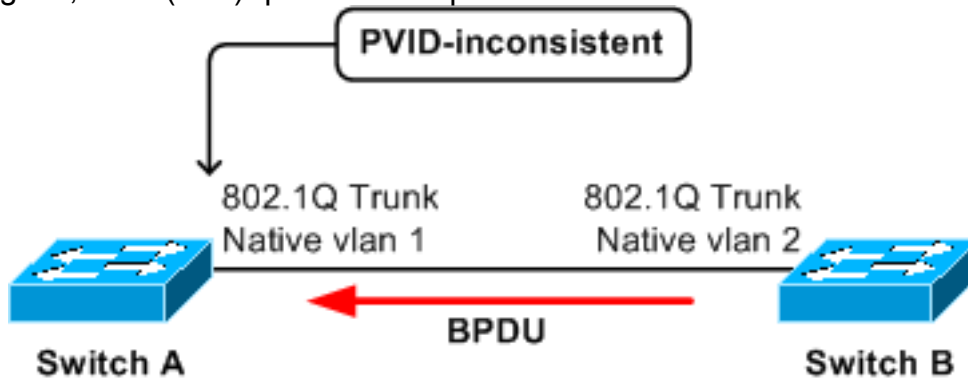 PVID-inconsistent
802.1Q Trunk
Native vlan 1
802.1Q Trunk
Native vlan 2
BPDU
Switch A
Switch B